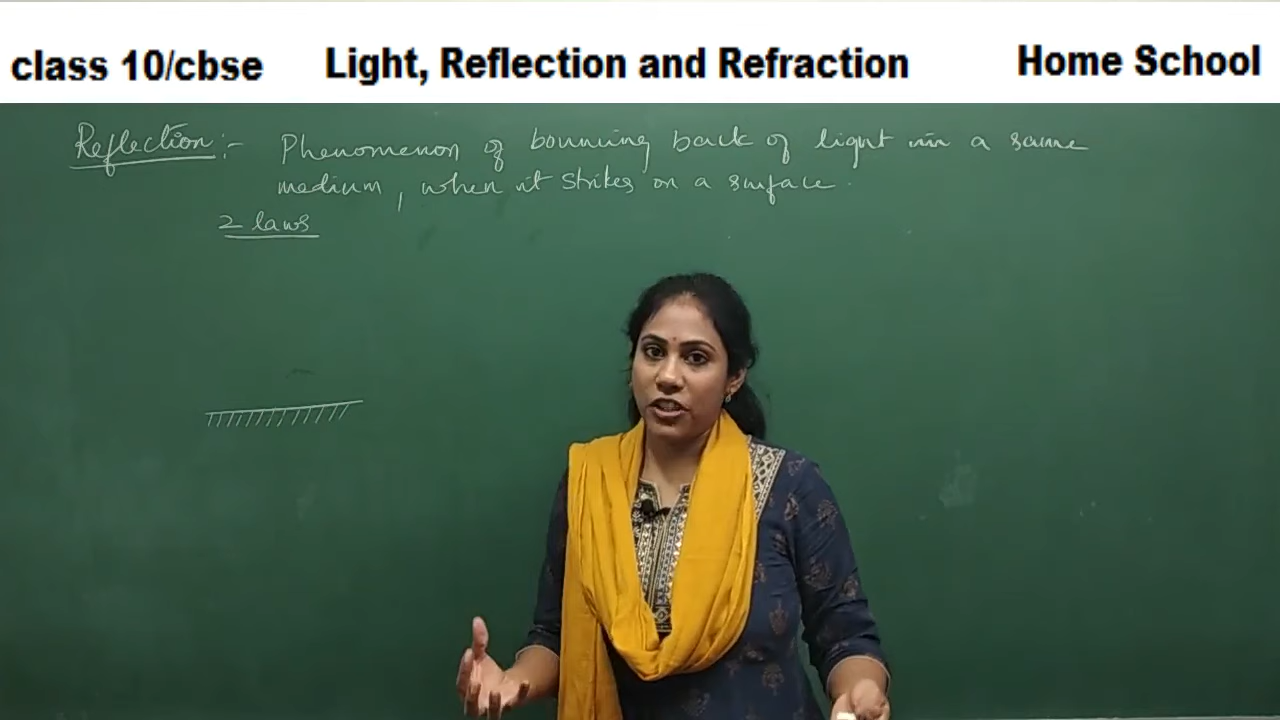 class 10/cbse Light, Reflection and Refraction Home School
Reflection:- Phenomenon of bouncing back of light in a same
medium, when it strikes on a surface.
2 laws